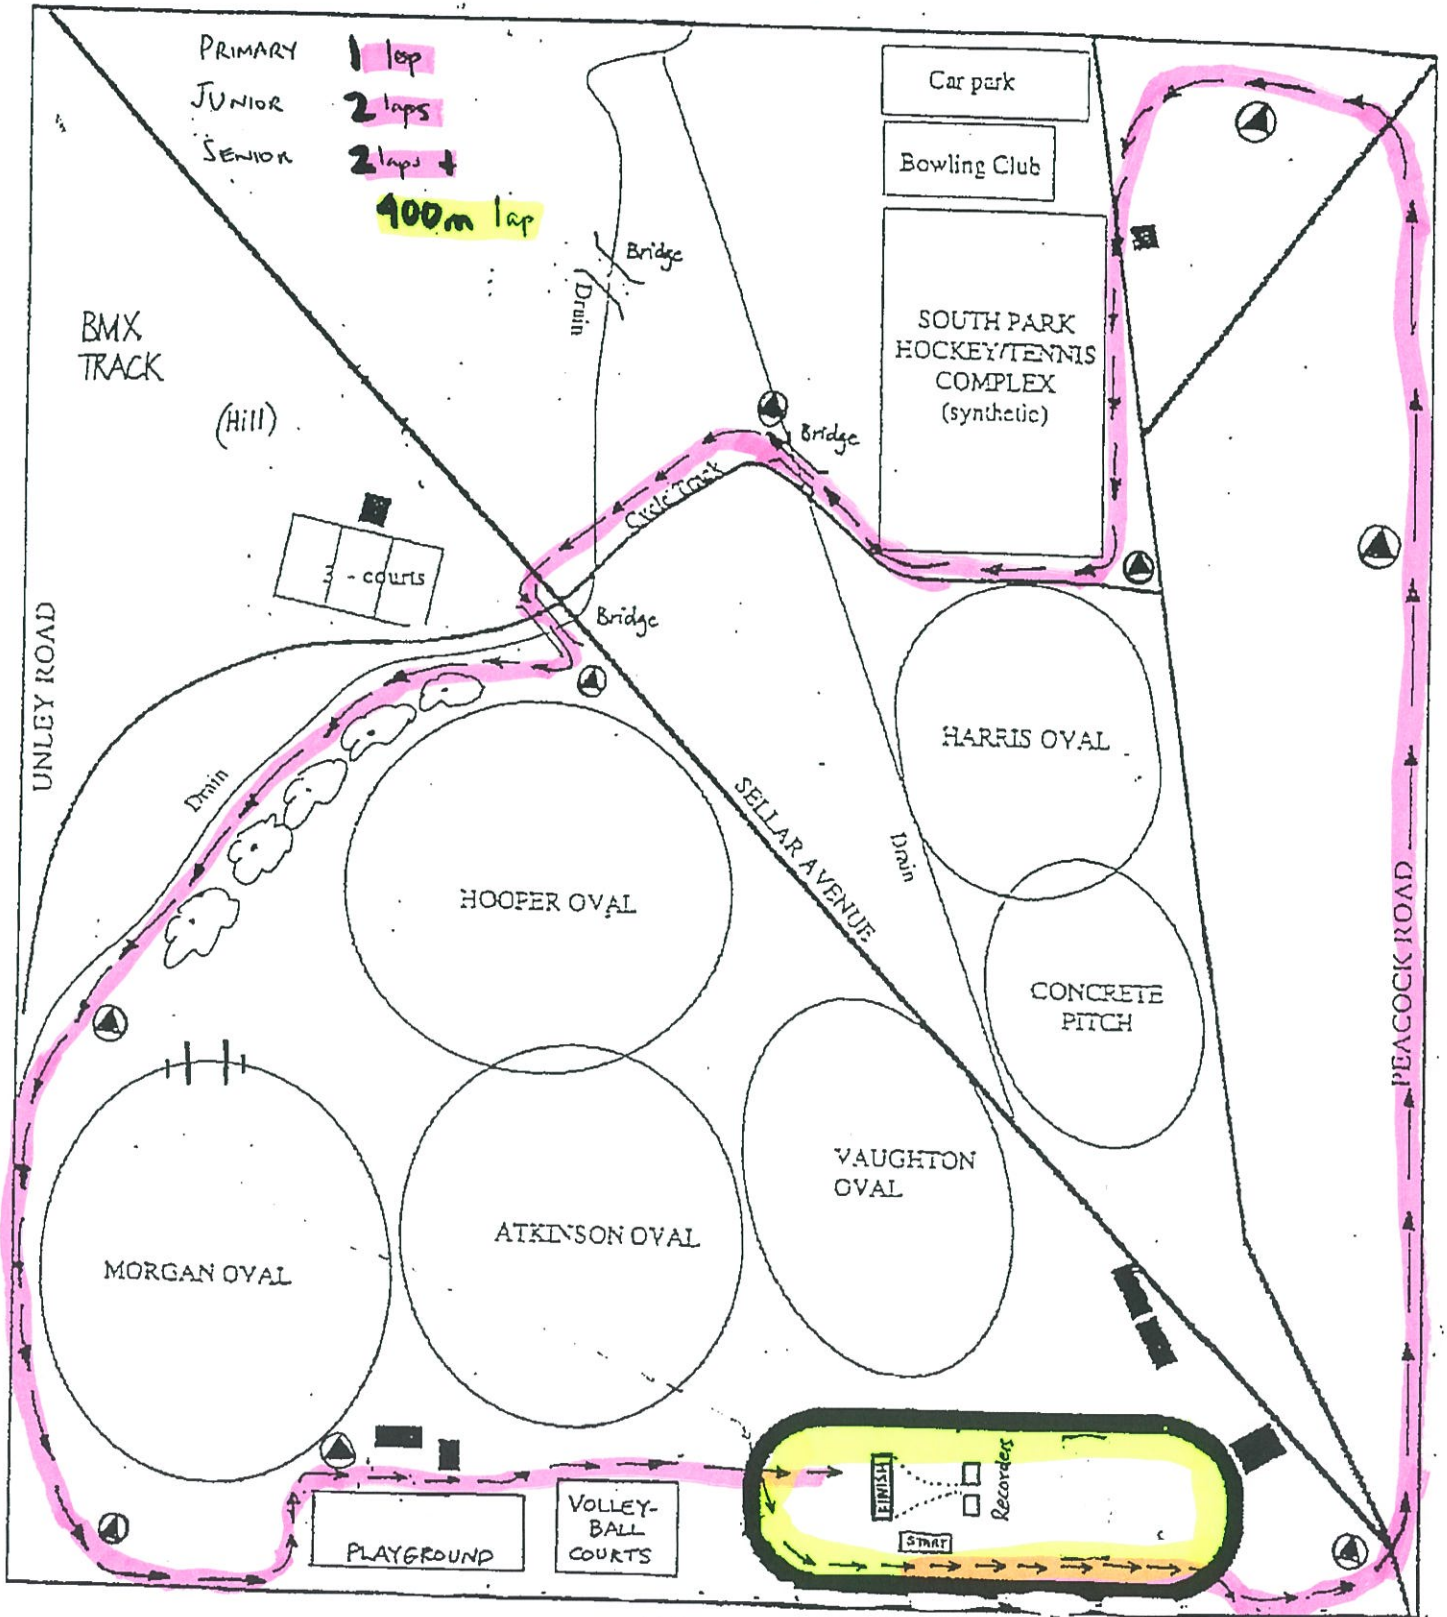 PRIMARY 1 lap
JUNIOR 2 laps
SENIOR 2 laps +
400m lap
Car park
Bowling Club
SOUTH PARK
HOCKEY/TENNIS
COMPLEX
(synthetic)
Bridge
Drain
BMX
TRACK
(Hill)
Bridge
Cycle Track
3 - courts
Bridge
UNLEY ROAD
Drain
HARRIS OVAL
SELLAR AVENUE
Drain
HOOPER OVAL
CONCRETE
PITCH
PEACOCK ROAD
VAUGHTON
OVAL
ATKINSON OVAL
MORGAN OVAL
FINISH
Recorders
START
PLAYGROUND
VOLLEY-
BALL
COURTS